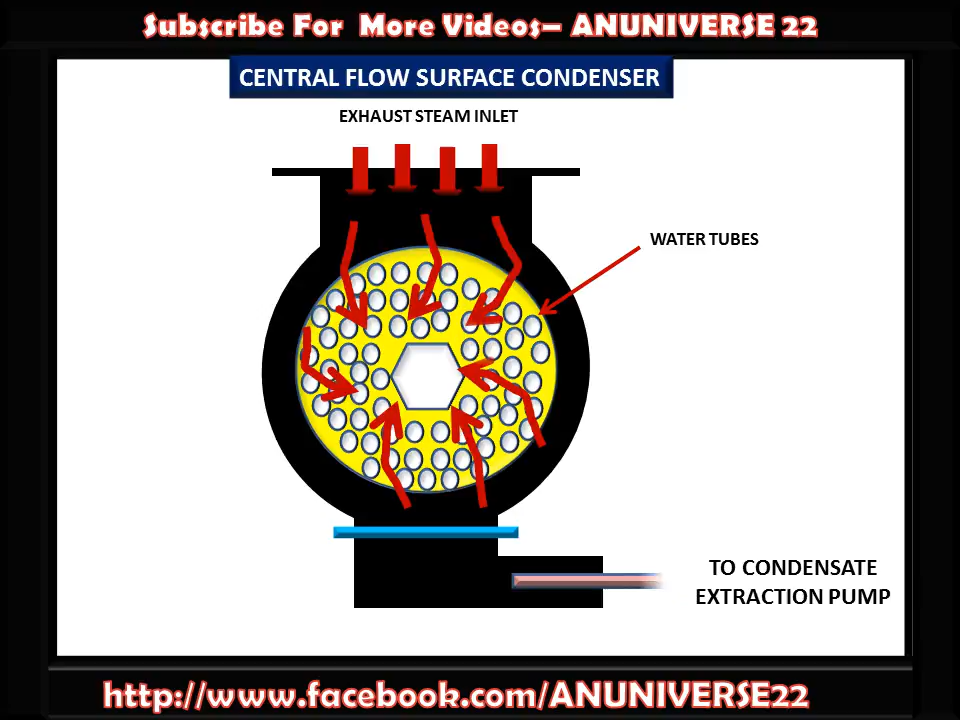 Subscribe For More Videos– ANUNIVERSE 22
CENTRAL FLOW SURFACE CONDENSER
EXHAUST STEAM INLET
WATER TUBES
TO CONDENSATE
EXTRACTION PUMP
http://www.facebook.com/ANUNIVERSE22